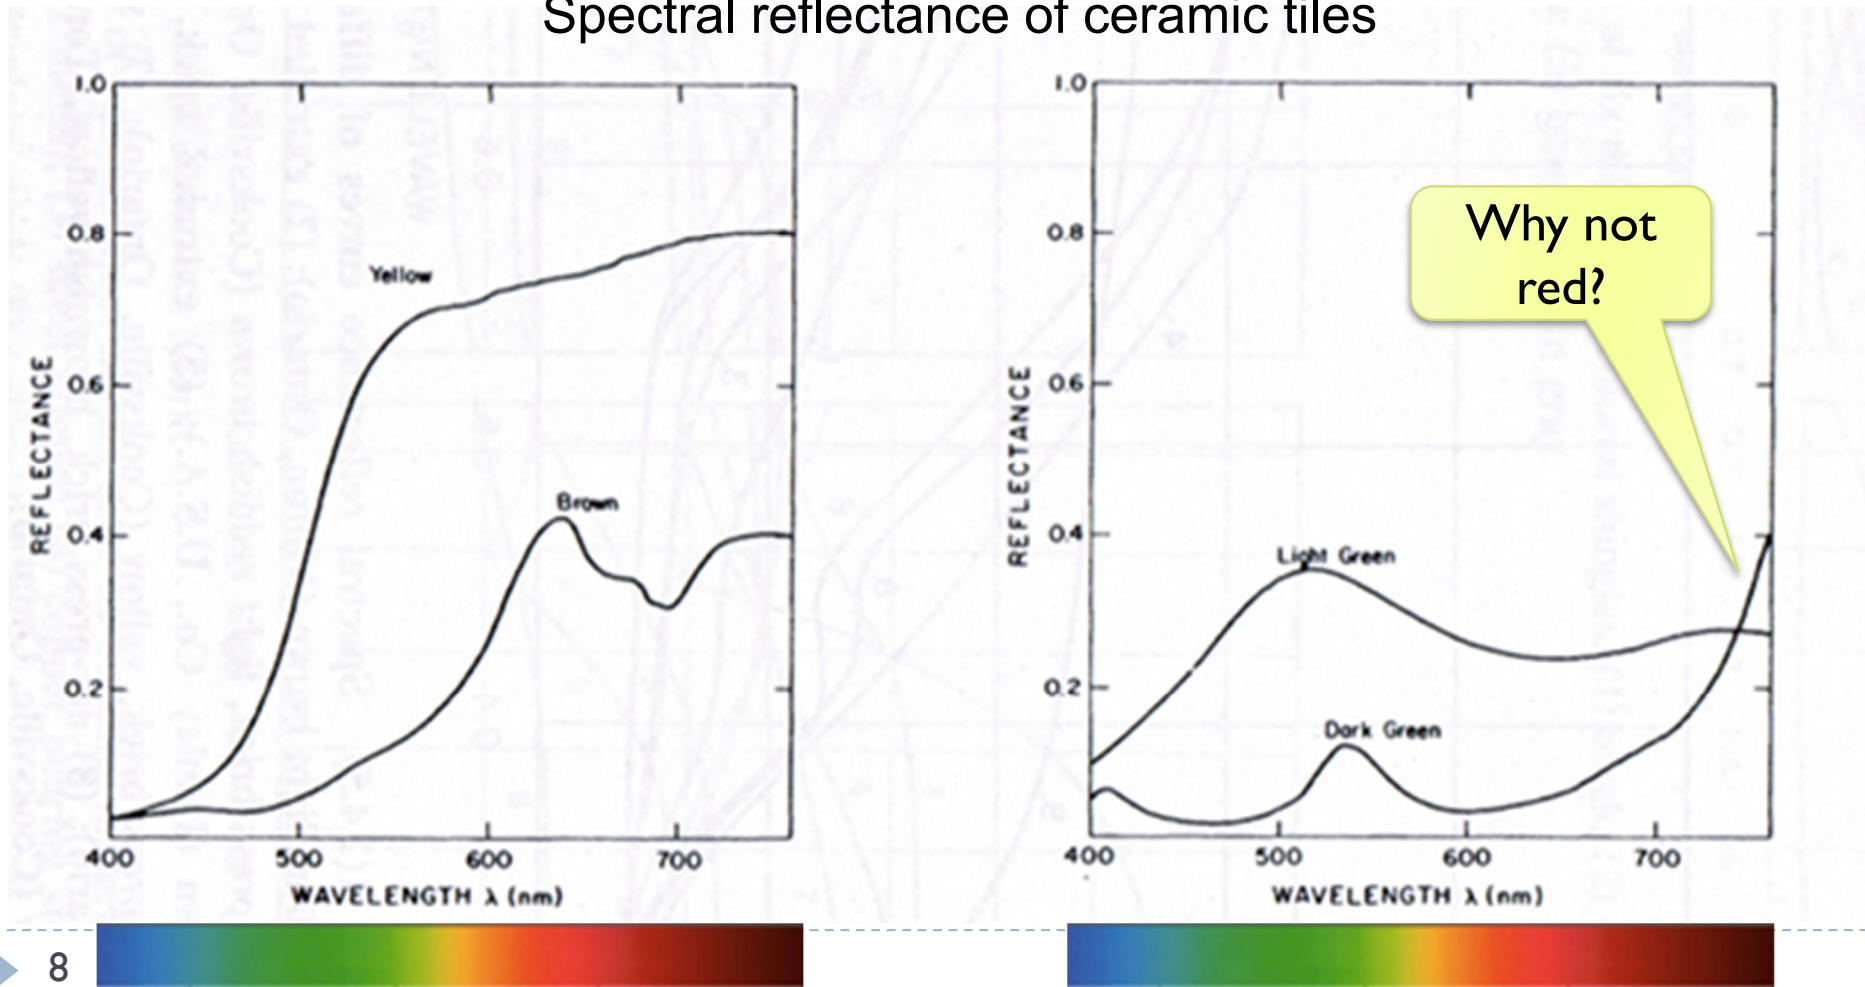 Spectral reflectance of ceramic tiles
1.0
0.8
0.6
0.4
0.2
REFLECTANCE
Yellow
Brown
400 500 600 700
WAVELENGTH λ (nm)
1.0
0.8
0.6
0.4
0.2
REFLECTANCE
Why not
red?
Light Green
Dark Green
400 500 600 700
WAVELENGTH λ (nm)
8